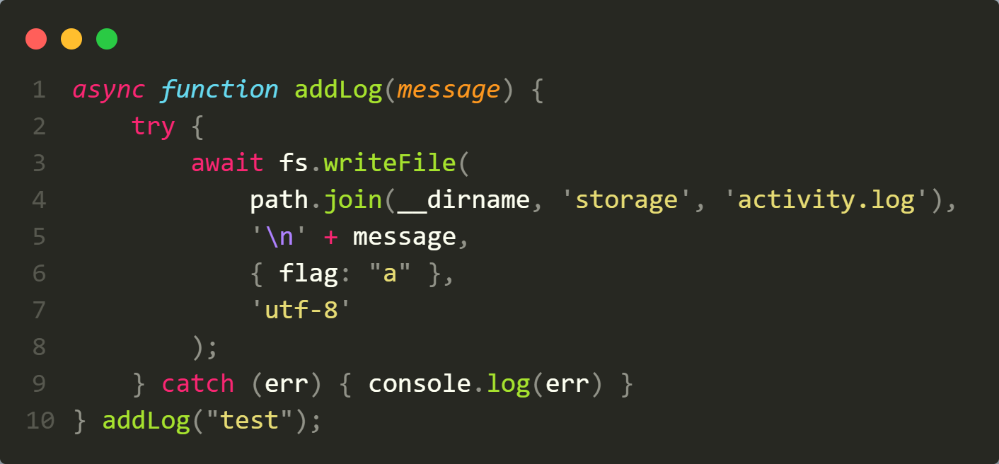 1 async function addLog(message) {
2     try {
3         await fs.writeFile(
4             path.join(__dirname, 'storage', 'activity.log'),
5             '\n' + message,
6             { flag: "a" },
7             'utf-8'
8         );
9     } catch (err) { console.log(err) }
10 } addLog("test");